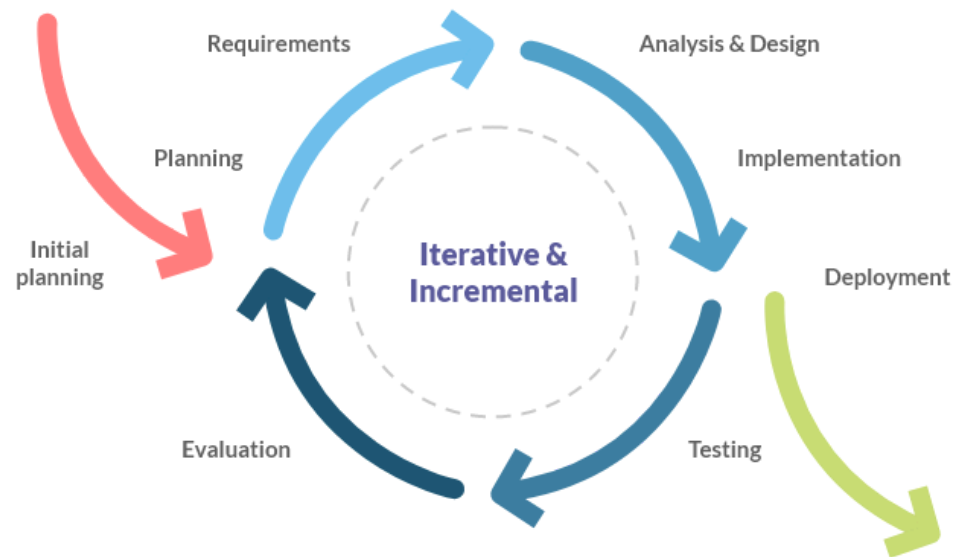 Requirements
Analysis & Design
Planning
Implementation
Initial
planning
Iterative &
Incremental
Deployment
Evaluation
Testing